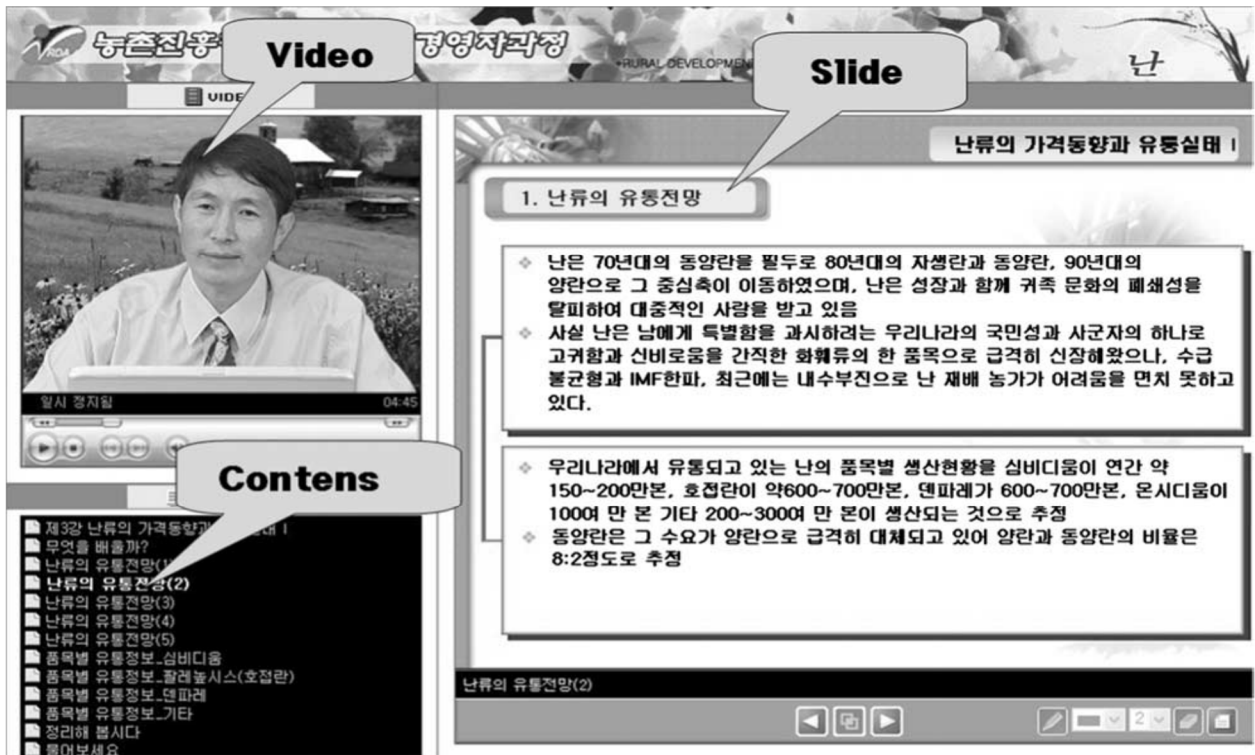 RDA 농촌진흥
경영자과정
RURAL DEVELOPMEN
난
Video
Slide
VIDE
난류의 가격동향과 유통실태 I
1. 난류의 유통전망
난은 70년대의 동양란을 필두로 80년대의 자생란과 동양란, 90년대의
양란으로 그 중심축이 이동하였으며, 난은 성장과 함께 귀족 문화의 폐쇄성을
탈피하여 대중적인 사랑을 받고 있음
사실 난은 남에게 특별함을 과시하려는 우리나라의 국민성과 사군자의 하나로
고귀함과 신비로움을 간직한 화훼류의 한 품목으로 급격히 신장해왔으나, 수급
불균형과 IMF한파, 최근에는 내수부진으로 난 재배 농가가 어려움을 면치 못하고
있다.
우리나라에서 유통되고 있는 난의 품목별 생산현황을 심비디움이 연간 약
150~200만본, 호접란이 약600~700만본, 덴파레가 600~700만본, 온시디움이
100여 만 본 기타 200~300여 만 본이 생산되는 것으로 추정
동양란은 그 수요가 양란으로 급격히 대체되고 있어 양란과 동양란의 비율은
8:2정도로 추정
일시 정지됨 04:45
Contens
제3강 난류의 가격동향과 실태 I
무엇을 배울까?
난류의 유통전망(1)
난류의 유통전망(2)
난류의 유통전망(3)
난류의 유통전망(4)
난류의 유통전망(5)
품목별 유통정보_심비디움
품목별 유통정보_팔레높시스(호접란)
품목별 유통정보_덴파레
품목별 유통정보_기타
정리해 봅시다
물어보세요
난류의 유통전망(2)
2